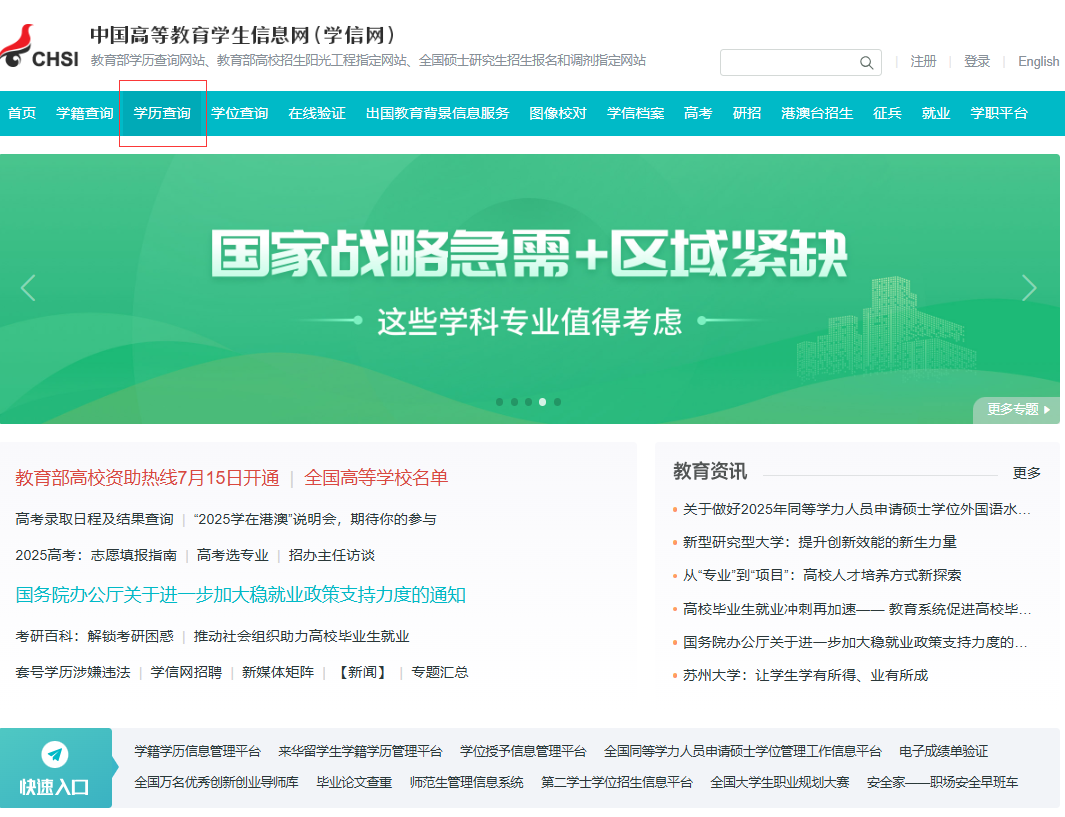 CHSI
中国高等教育学生信息网(学信网)
教育部学历查询网站、教育部高校招生阳光工程指定网站、全国硕士研究生招生报名和调剂指定网站
注册 | 登录 | English
首页 学籍查询 学历查询 学位查询 在线验证 出国教育背景信息服务 图像校对 学信档案 高考 研招 港澳台招生 征兵 就业 学职平台
国家战略急需+区域紧缺
这些学科专业值得考虑
更多专题
教育部高校资助热线7月15日开通 | 全国高等学校名单
高考录取日程及结果查询 | “2025学在港澳”说明会，期待你的参与
2025高考：志愿填报指南 | 高考选专业 | 招办主任访谈
国务院办公厅关于进一步加大稳就业政策支持力度的通知
考研百科：解锁考研困惑 | 推动社会组织助力高校毕业生就业
套号学历涉嫌违法 | 学信网招聘 | 新媒体矩阵 | 【新闻】 | 专题汇总
教育资讯 更多
关于做好2025年同等学力人员申请硕士学位外国语水…
新型研究型大学：提升创新效能的新生力量
从“专业”到“项目”：高校人才培养方式新探索
高校毕业生就业冲刺再加速—— 教育系统促进高校毕…
国务院办公厅关于进一步加大稳就业政策支持力度的…
苏州大学：让学生学有所得、业有所成
快速入口
学籍学历信息管理平台 来华留学生学籍学历管理平台 学位授予信息管理平台 全国同等学力人员申请硕士学位管理工作信息平台 电子成绩单验证
全国万名优秀创新创业导师库 毕业论文查重 师范生管理信息系统 第二学士学位招生信息平台 全国大学生职业规划大赛 安全家——职场安全早班车